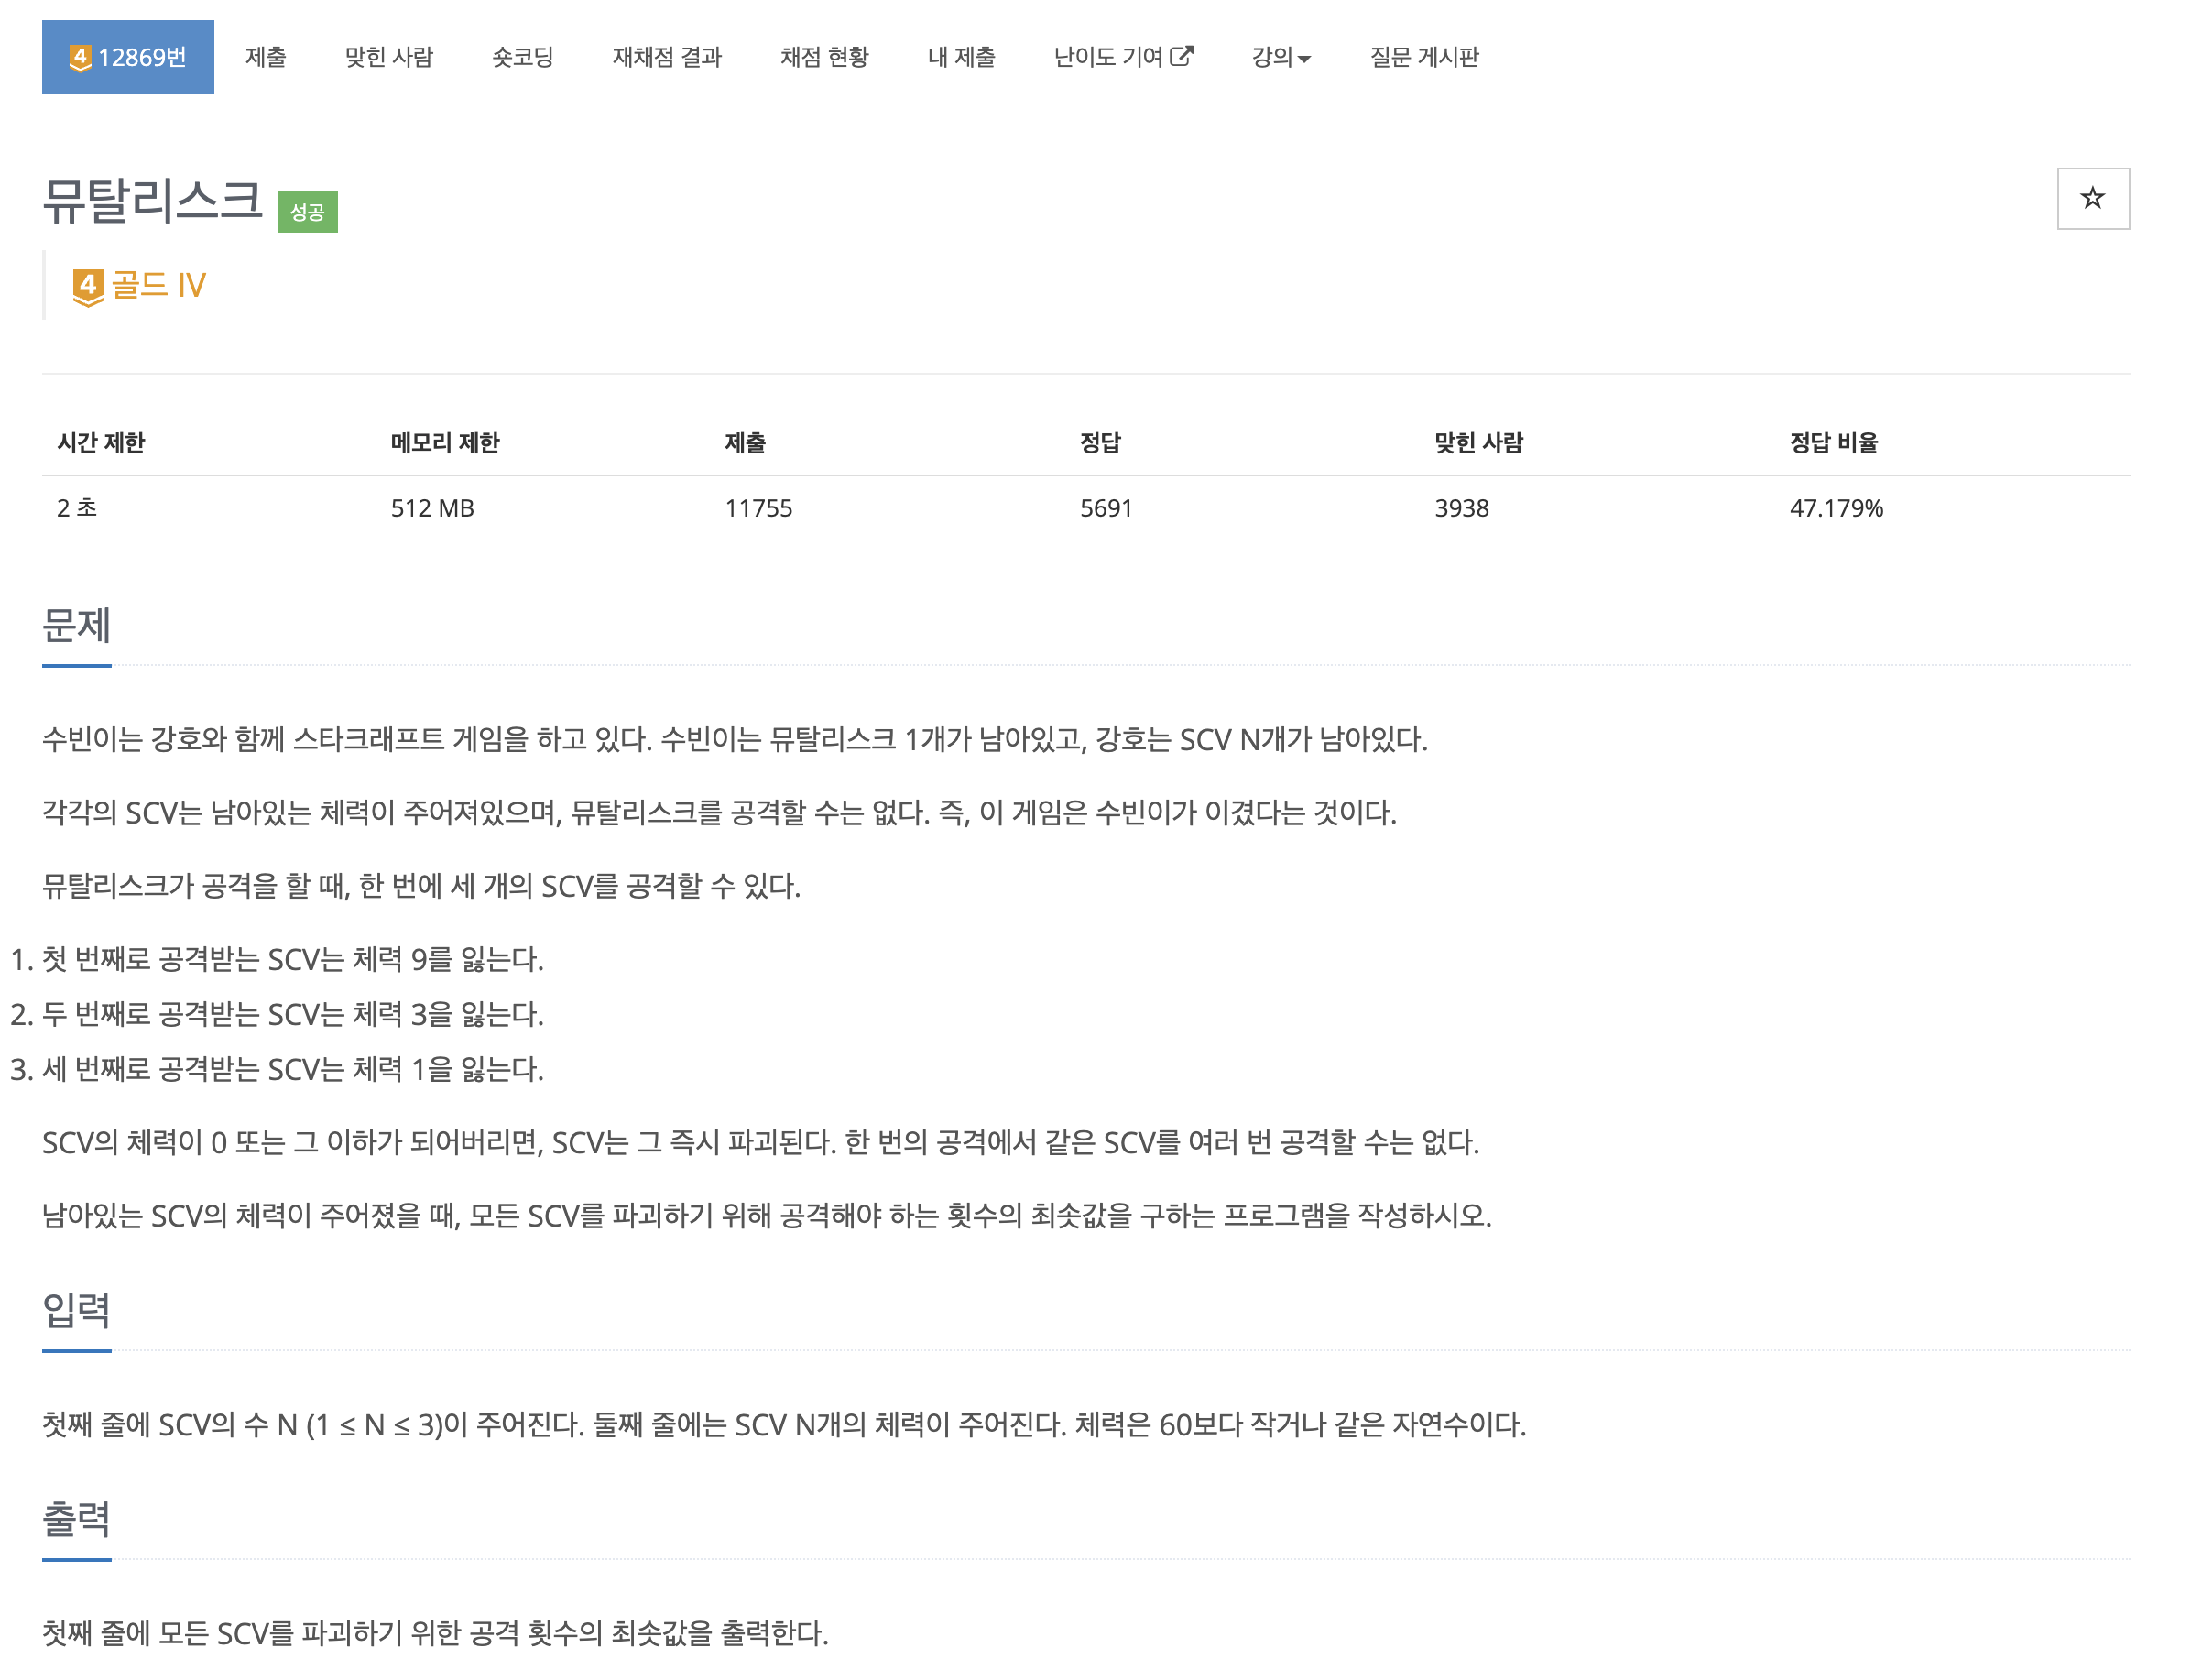 4 12869번 제출 맞힌 사람 숏코딩 재채점 결과 채점 현황 내 제출 난이도 기여 강의 질문 게시판
뮤탈리스크 성공
4 골드 IV
시간 제한 메모리 제한 제출 정답 맞힌 사람 정답 비율
2 초 512 MB 11755 5691 3938 47.179%
문제
수빈이는 강호와 함께 스타크래프트 게임을 하고 있다. 수빈이는 뮤탈리스크 1개가 남아있고, 강호는 SCV N개가 남아있다.
각각의 SCV는 남아있는 체력이 주어져있으며, 뮤탈리스크를 공격할 수는 없다. 즉, 이 게임은 수빈이가 이겼다는 것이다.
뮤탈리스크가 공격을 할 때, 한 번에 세 개의 SCV를 공격할 수 있다.
1. 첫 번째로 공격받는 SCV는 체력 9를 잃는다.
2. 두 번째로 공격받는 SCV는 체력 3을 잃는다.
3. 세 번째로 공격받는 SCV는 체력 1을 잃는다.
SCV의 체력이 0 또는 그 이하가 되어버리면, SCV는 그 즉시 파괴된다. 한 번의 공격에서 같은 SCV를 여러 번 공격할 수는 없다.
남아있는 SCV의 체력이 주어졌을 때, 모든 SCV를 파괴하기 위해 공격해야 하는 횟수의 최솟값을 구하는 프로그램을 작성하시오.
입력
첫째 줄에 SCV의 수 N (1 ≤ N ≤ 3)이 주어진다. 둘째 줄에는 SCV N개의 체력이 주어진다. 체력은 60보다 작거나 같은 자연수이다.
출력
첫째 줄에 모든 SCV를 파괴하기 위한 공격 횟수의 최솟값을 출력한다.